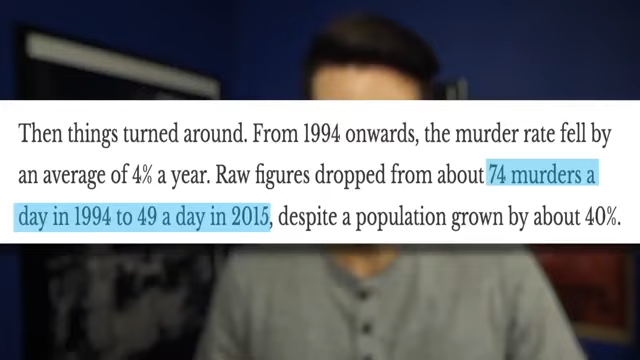 Then things turned around. From 1994 onwards, the murder rate fell by
an average of 4% a year. Raw figures dropped from about 74 murders a
day in 1994 to 49 a day in 2015, despite a population grown by about 40%.